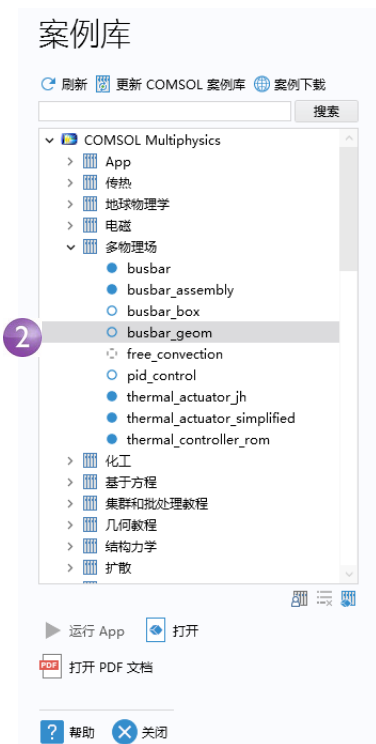 案例库
刷新 更新 COMSOL 案例库 案例下载
搜索
COMSOL Multiphysics
App
传热
地球物理学
电磁
多物理场
busbar
busbar_assembly
busbar_box
2 busbar_geom
free_convection
pid_control
thermal_actuator_jh
thermal_actuator_simplified
thermal_controller_rom
化工
基于方程
集群和批处理教程
几何教程
结构力学
扩散
运行 App 打开
PDF 打开 PDF 文档
? 帮助 关闭